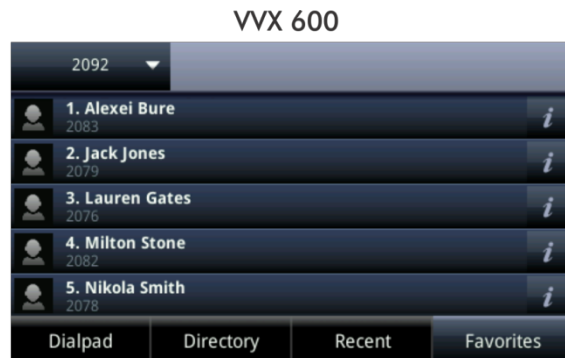 VVX 600
2092
1. Alexei Bure
2083
2. Jack Jones
2079
3. Lauren Gates
2076
4. Milton Stone
2082
5. Nikola Smith
2078
Dialpad Directory Recent Favorites